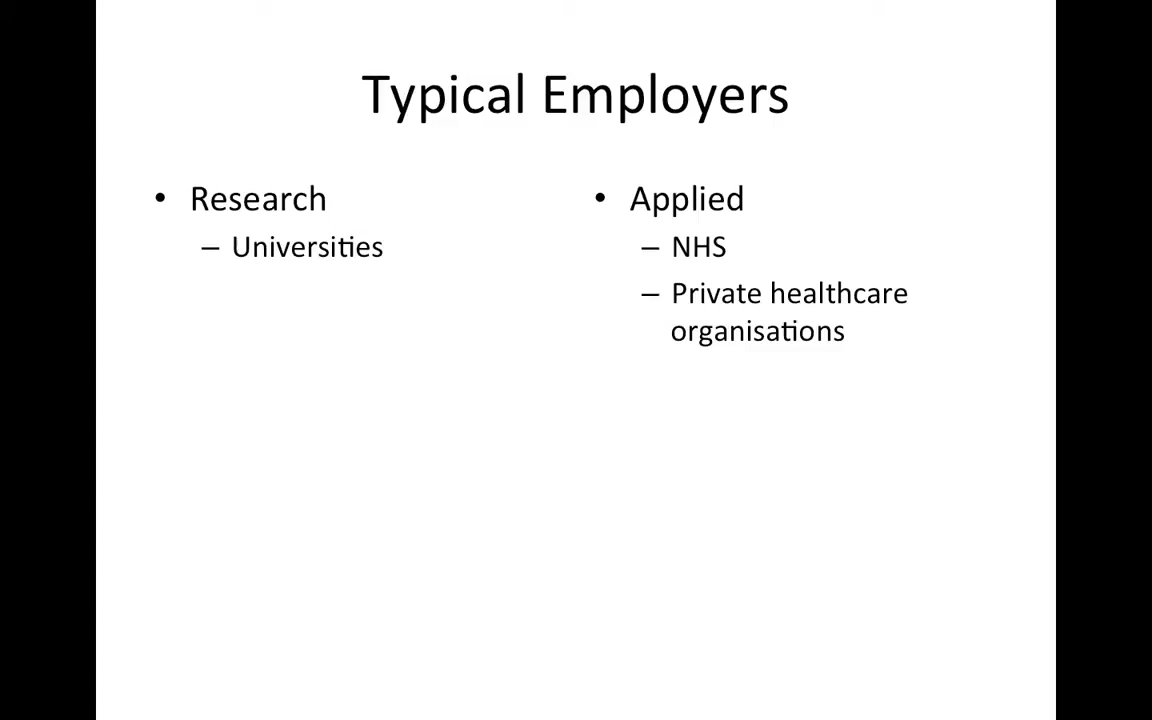 Typical Employers
• Research
– Universities
• Applied
– NHS
– Private healthcare
organisations